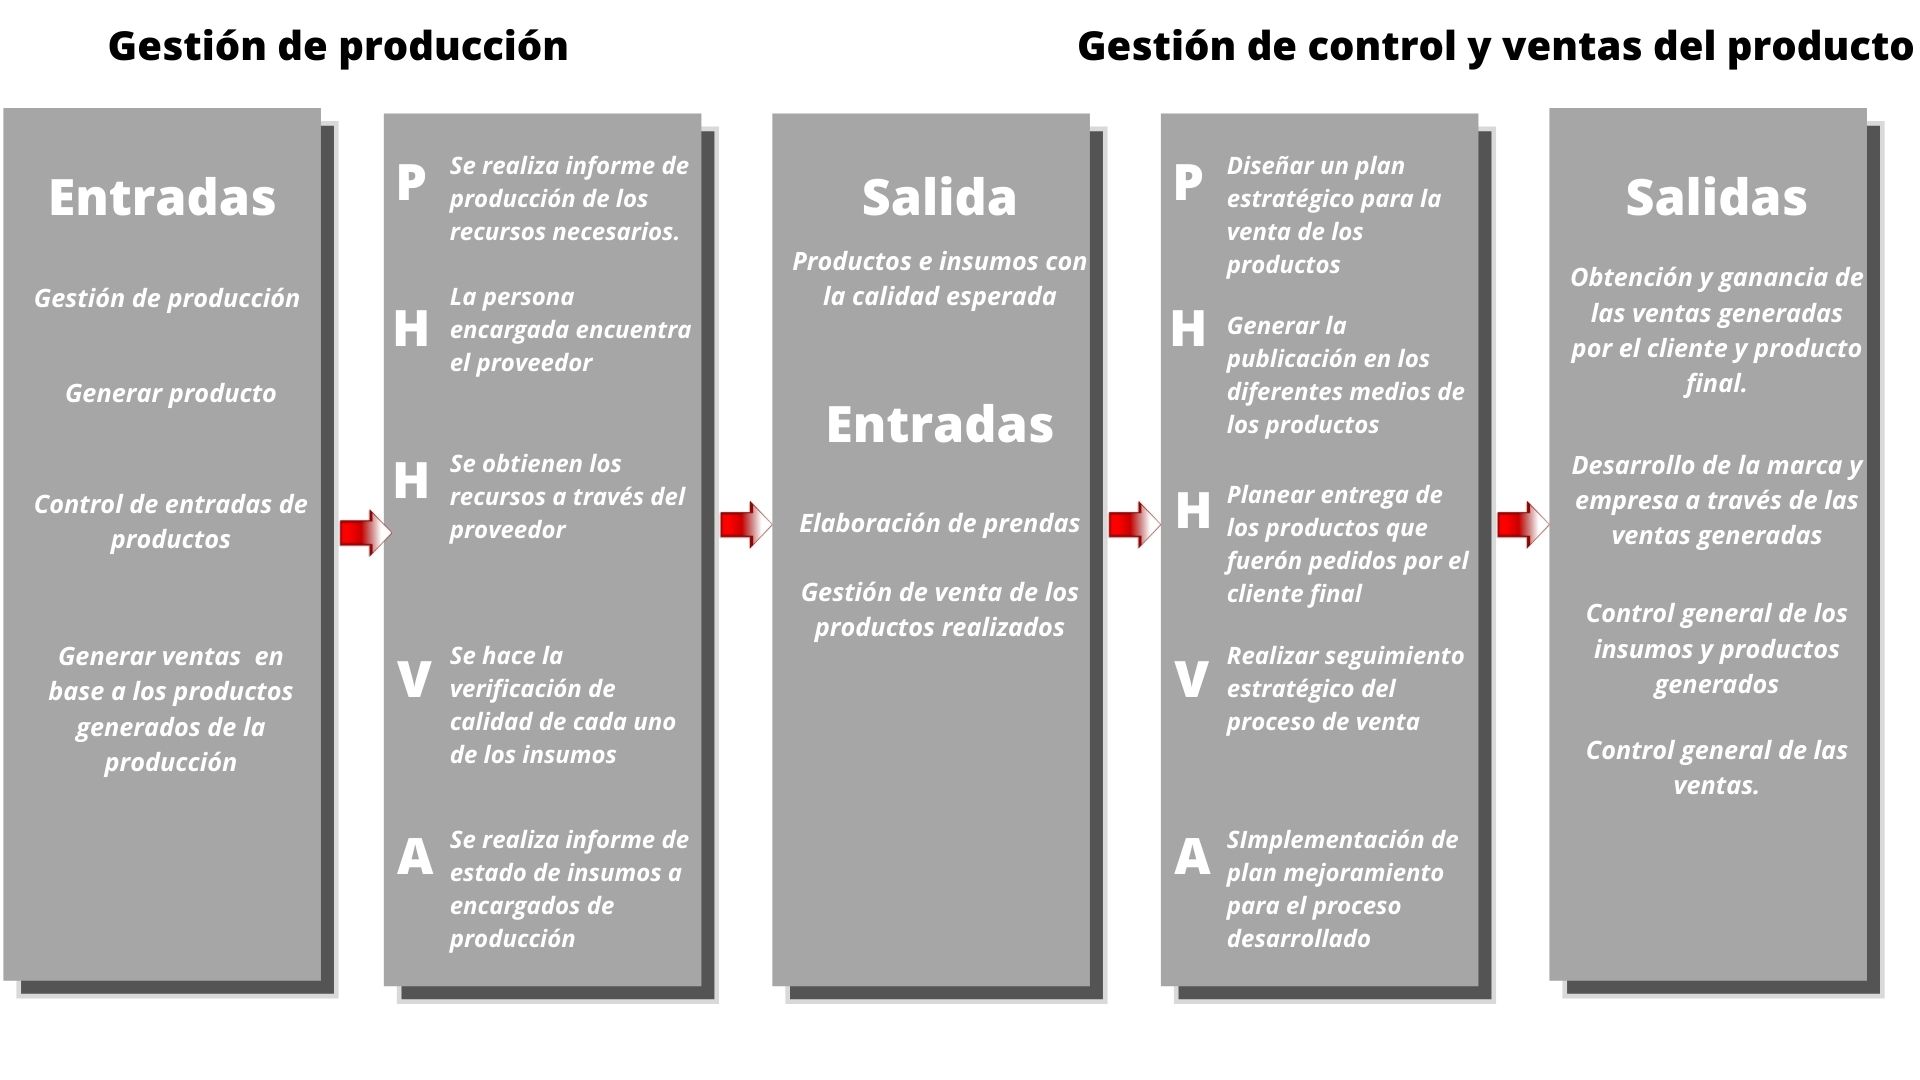 Gestión de producción
Gestión de control y ventas del producto
Entradas
Gestión de producción
Generar producto
Control de entradas de
productos
Generar ventas  en
base a los productos
generados de la
producción
P
Se realiza informe de
producción de los
recursos necesarios.
H
La persona
encargada encuentra
el proveedor
H
Se obtienen los
recursos a través del
proveedor
V
Se hace la
verificación de
calidad de cada uno
de los insumos
A
Se realiza informe de
estado de insumos a
encargados de
producción
Salida
Productos e insumos con
la calidad esperada
Entradas
Elaboración de prendas
Gestión de venta de los
productos realizados
P
Diseñar un plan
estratégico para la
venta de los
productos
H
Generar la
publicación en los
diferentes medios de
los productos
H
Planear entrega de
los productos que
fuerón pedidos por el
cliente final
V
Realizar seguimiento
estratégico del
proceso de venta
A
SImplementación de
plan mejoramiento
para el proceso
desarrollado
Salidas
Obtención y ganancia de
las ventas generadas
por el cliente y producto
final.
Desarrollo de la marca y
empresa a través de las
ventas generadas
Control general de los
insumos y productos
generados
Control general de las
ventas.